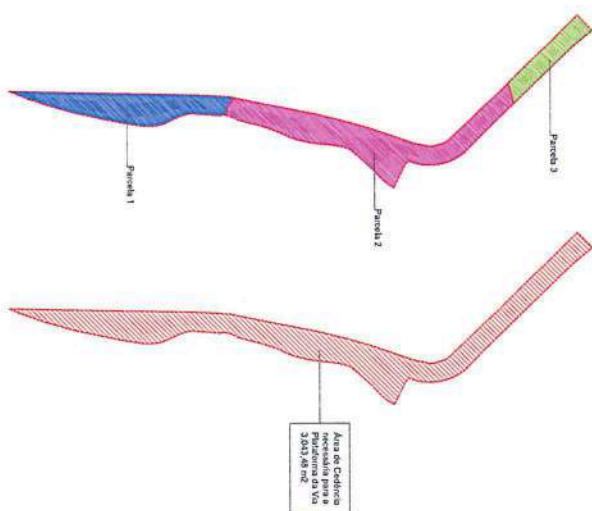 Parcela 1
Parcela 2
Parcela 3
Área de Cedência
necessária para a
Plataforma da Via
3.043,48 m2